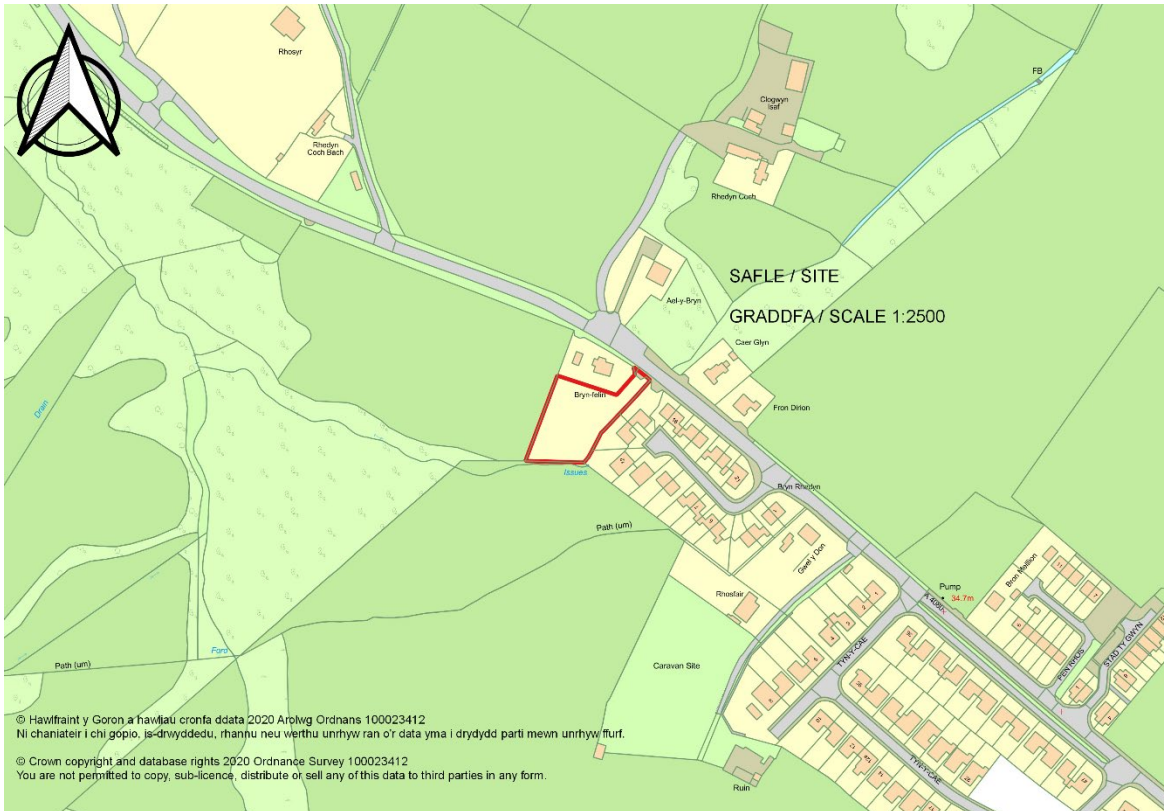 Rhosyr
FB
Clogwyn
Isaf
Rhedyn
Coch Bach
Rhedyn Coch
SAFLE / SITE
Ael-y-Bryn
GRADDFA / SCALE 1:2500
Caer Glyn
Bryn-felin
Fron Dirion
Drain
Issues
Bryn Rhedyn
Path (um)
Gwel y Don
Bron Meillion
Pump
34.7m
A 4080
Rhosfair
TYN-Y-CAE
PEN RHOS
STAD TY GWYN
Ford
Path (um)
Caravan Site
© Hawlfraint y Goron a hawliau cronfa ddata 2020 Arolwg Ordnans 100023412
Ni chaniateir i chi gopio, is-drwyddedu, rhannu neu werthu unrhyw ran o'r data yma i drydydd parti mewn unrhyw ffurf.
© Crown copyright and database rights 2020 Ordnance Survey 100023412
You are not permitted to copy, sub-licence, distribute or sell any of this data to third parties in any form.
TYN-Y-CAE
Ruin